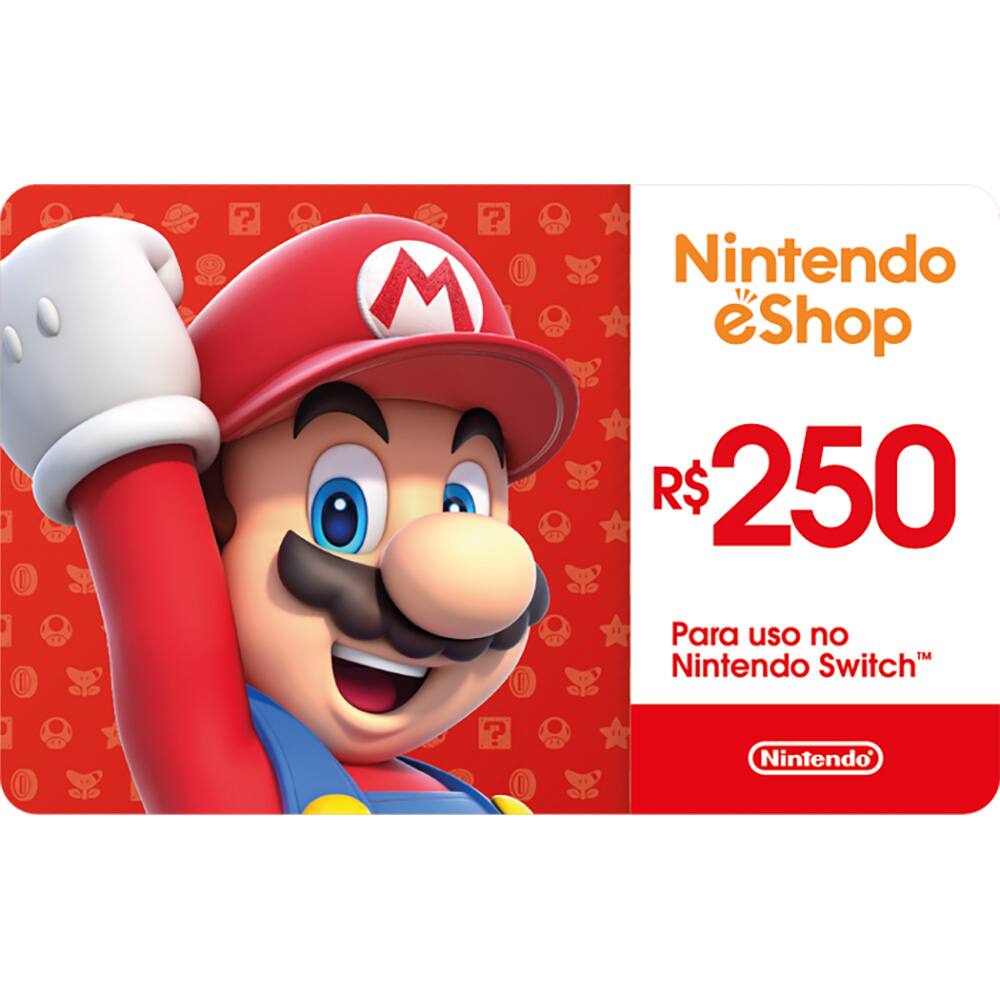 M
Nintendo
eShop
R$250
Para uso no
Nintendo Switch™
Nintendo®